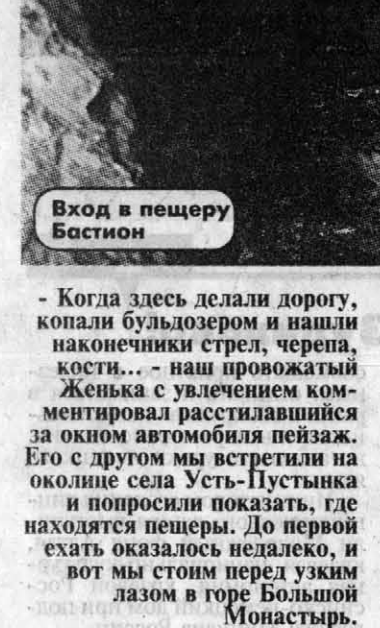 Вход в пещеру
Бастион
- Когда здесь делали дорогу,
копали бульдозером и нашли
наконечники стрел, черепа,
кости... - наш провожатый
Женька с увлечением ком-
ментировал расстилавшийся
за окном автомобиля пейзаж.
Его с другом мы встретили на
околице села Усть-Пустынка
и попросили показать, где
находятся пещеры. До первой
ехать оказалось недалеко, и
вот мы стоим перед узким
лазом в горе Большой
Монастырь.